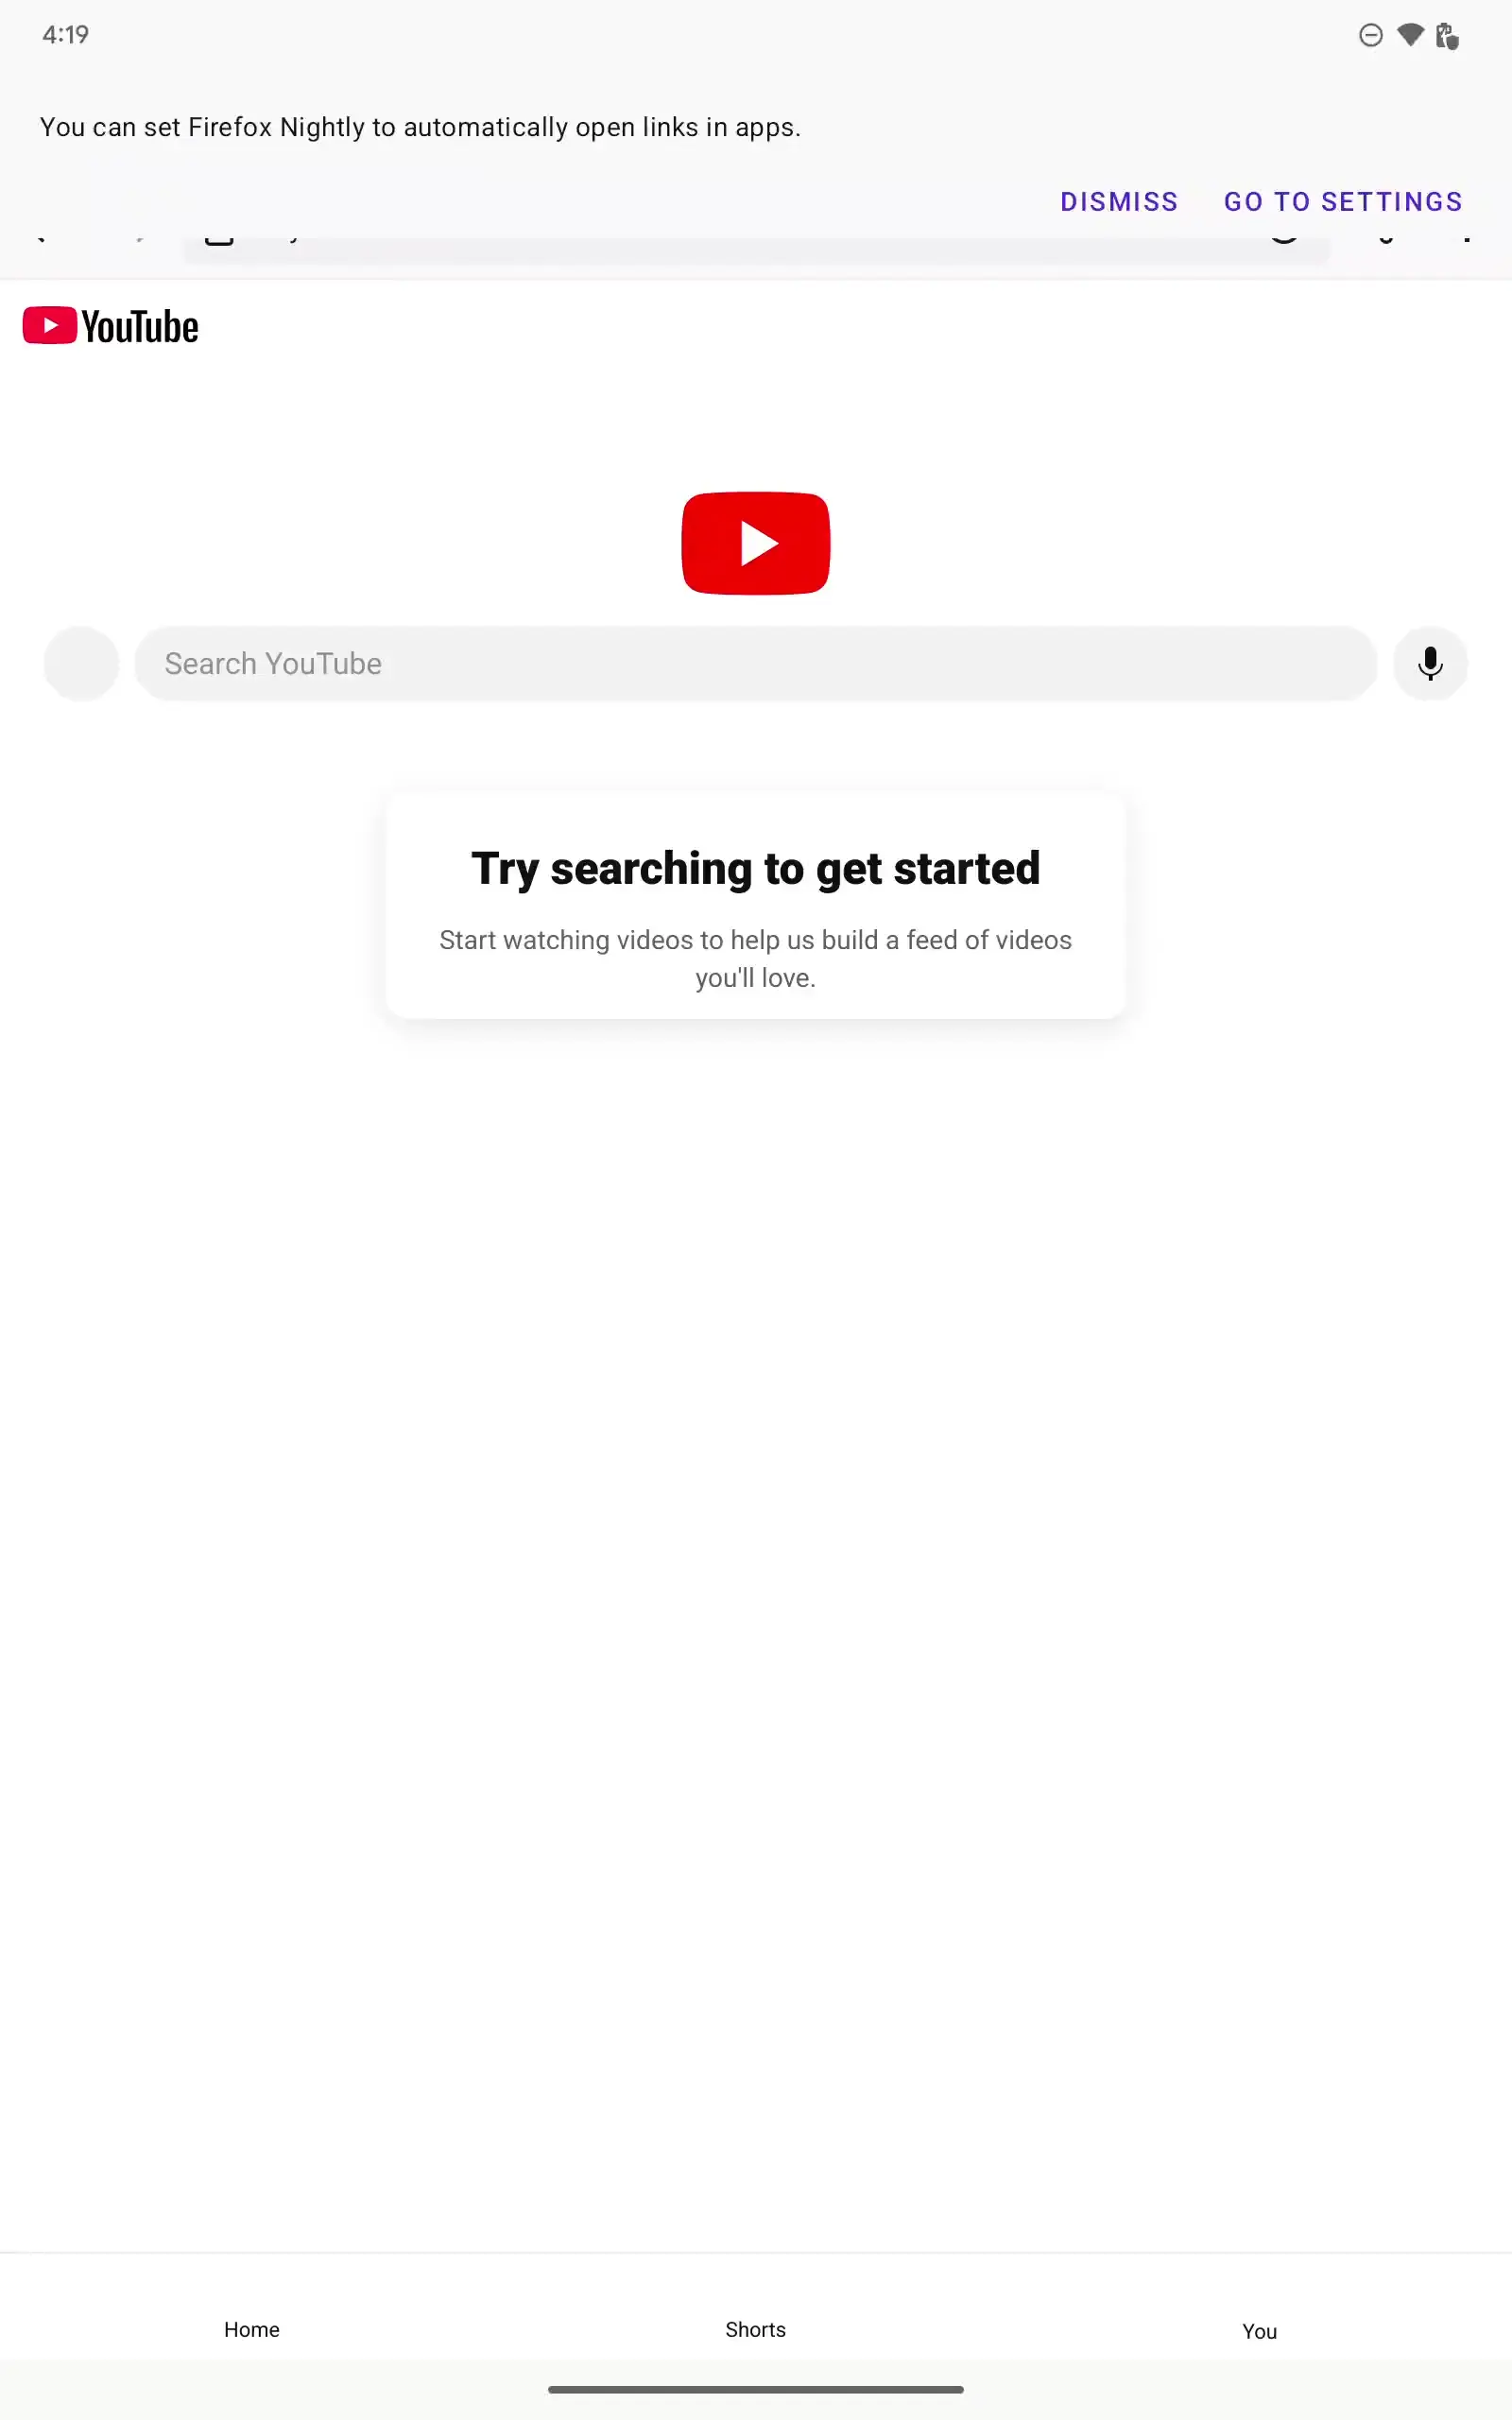 4:19
You can set Firefox Nightly to automatically open links in apps.
DISMISS GO TO SETTINGS
YouTube
Search YouTube
Try searching to get started
Start watching videos to help us build a feed of videos
you'll love.
Home Shorts You